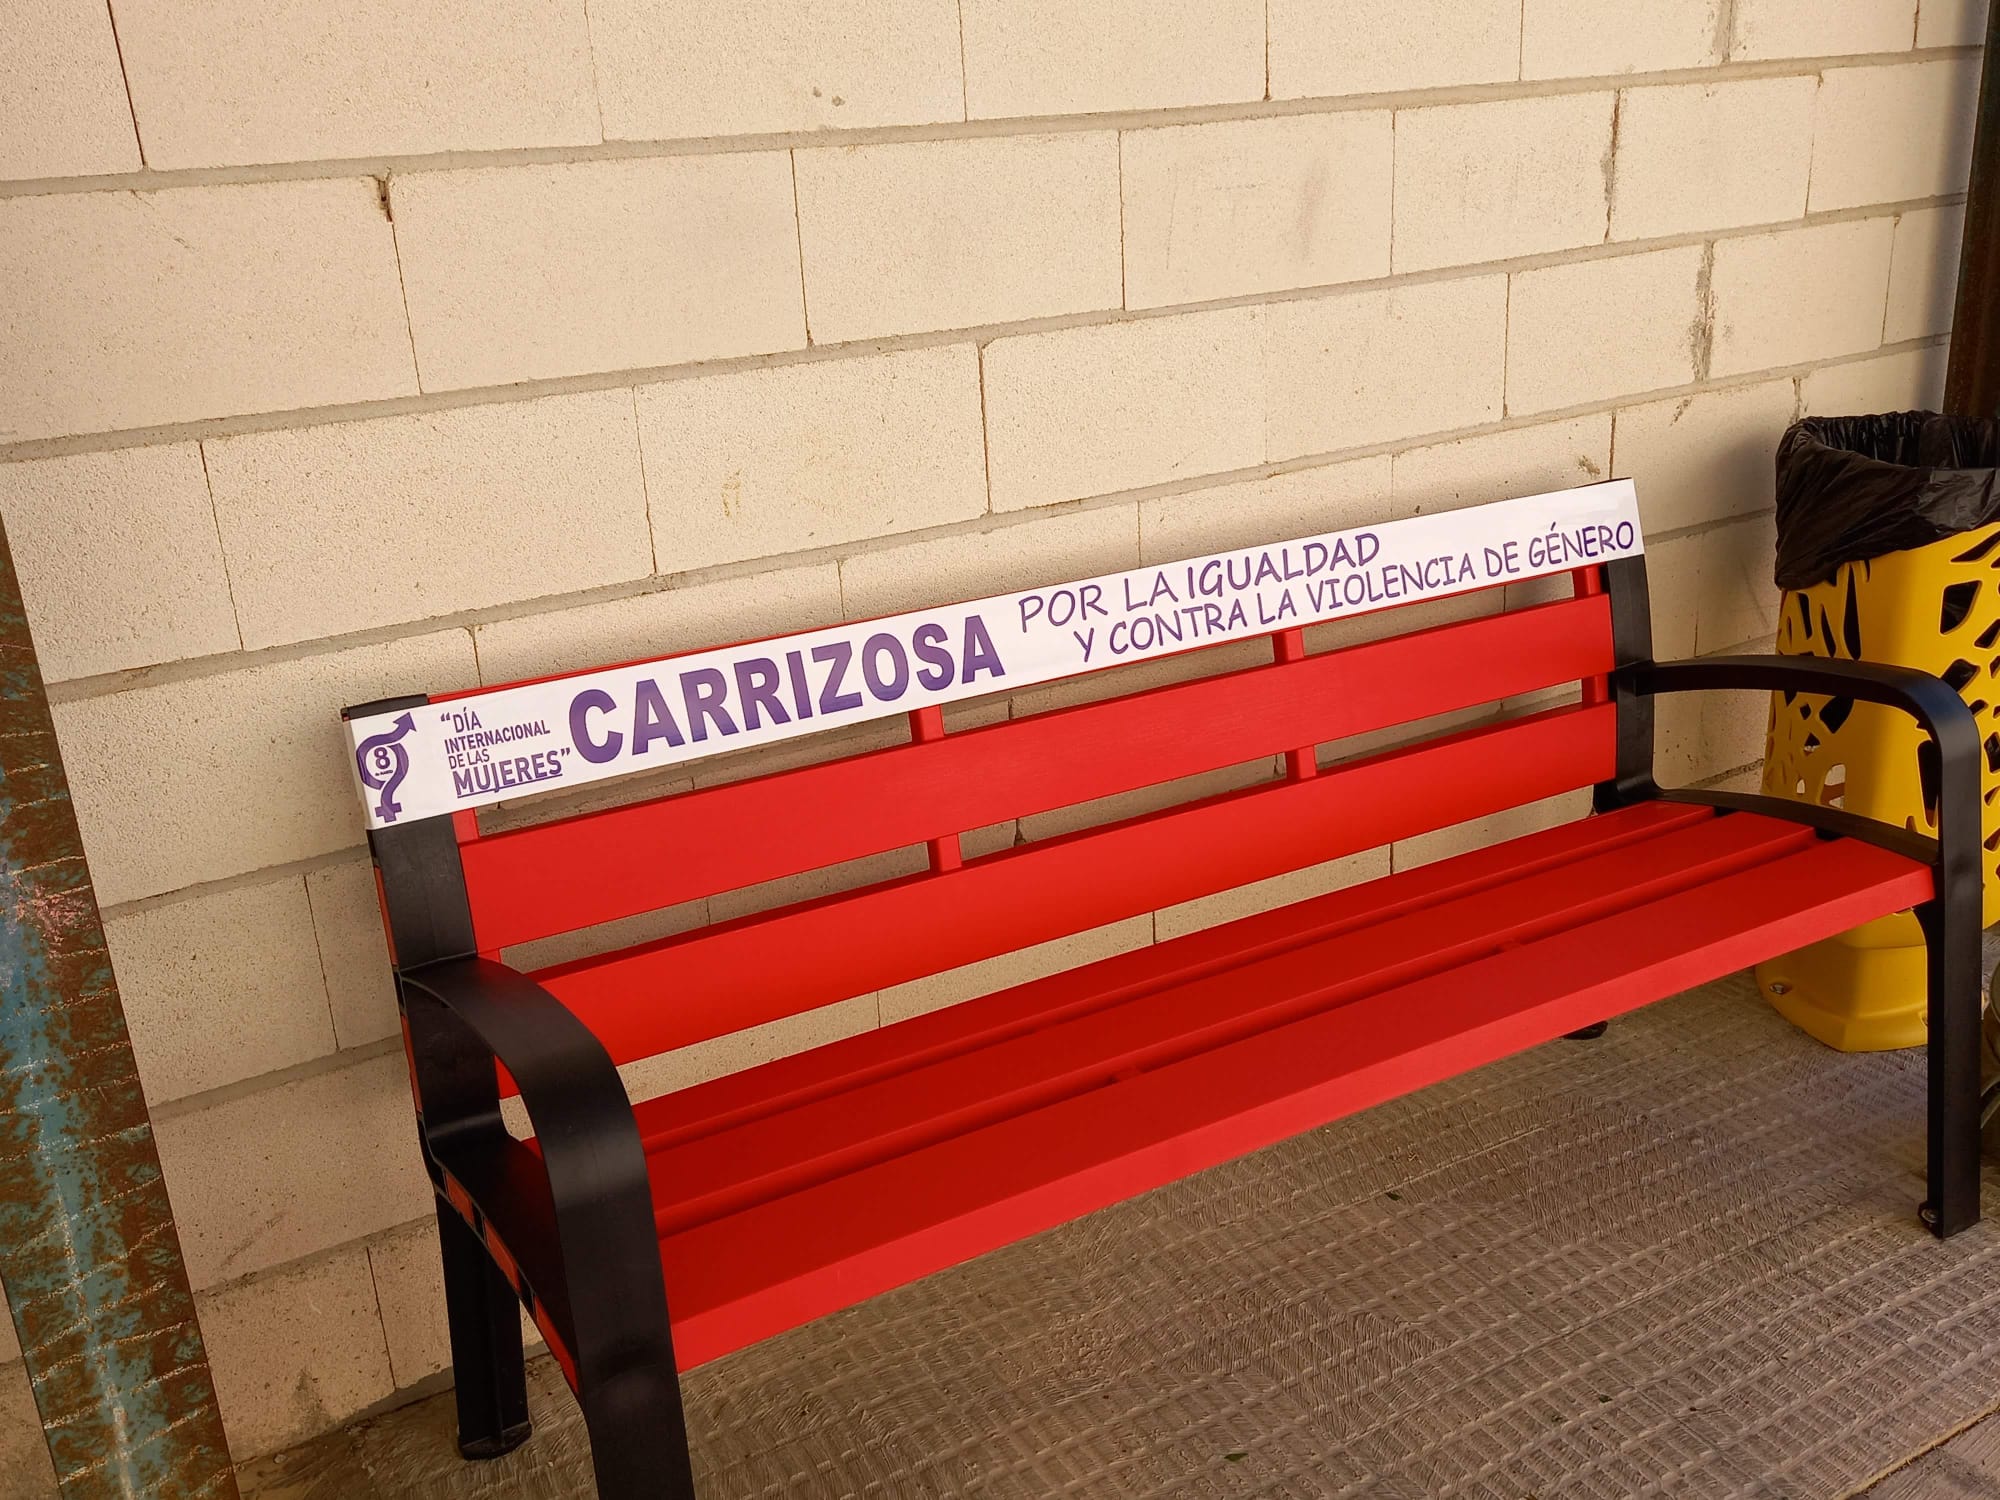 8
"DÍA
INTERNACIONAL
DE LAS
MUJERES"
CARRIZOSA
POR LA IGUALDAD
Y CONTRA LA VIOLENCIA DE GÉNERO